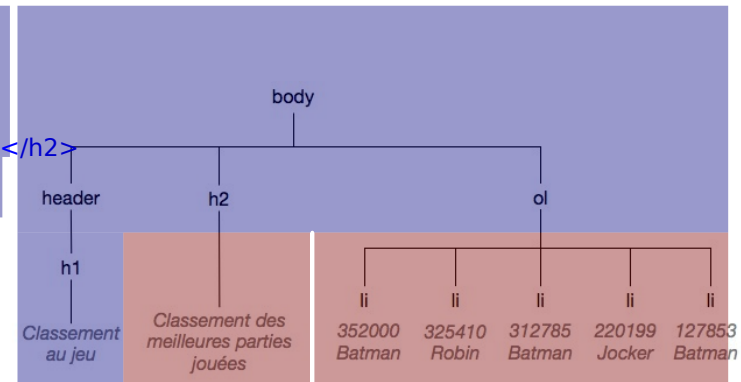 body
</h2>
header
h2
ol
h1
li
li
li
li
li
Classement
au jeu
Classement des
meilleures parties
jouées
352000
Batman
325410
Robin
312785
Batman
220199
Jocker
127853
Batman